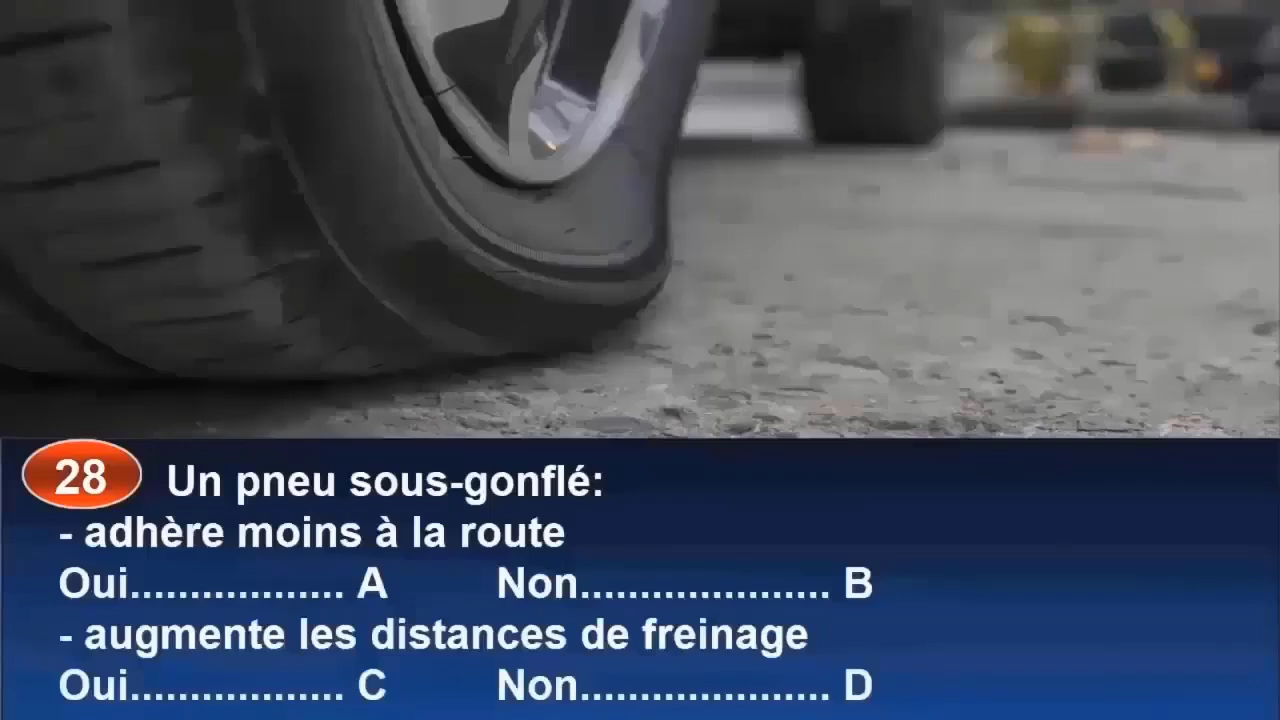 28 Un pneu sous-gonflé:
- adhère moins à la route
Oui.................. A Non..................... B
- augmente les distances de freinage
Oui.................. C Non..................... D